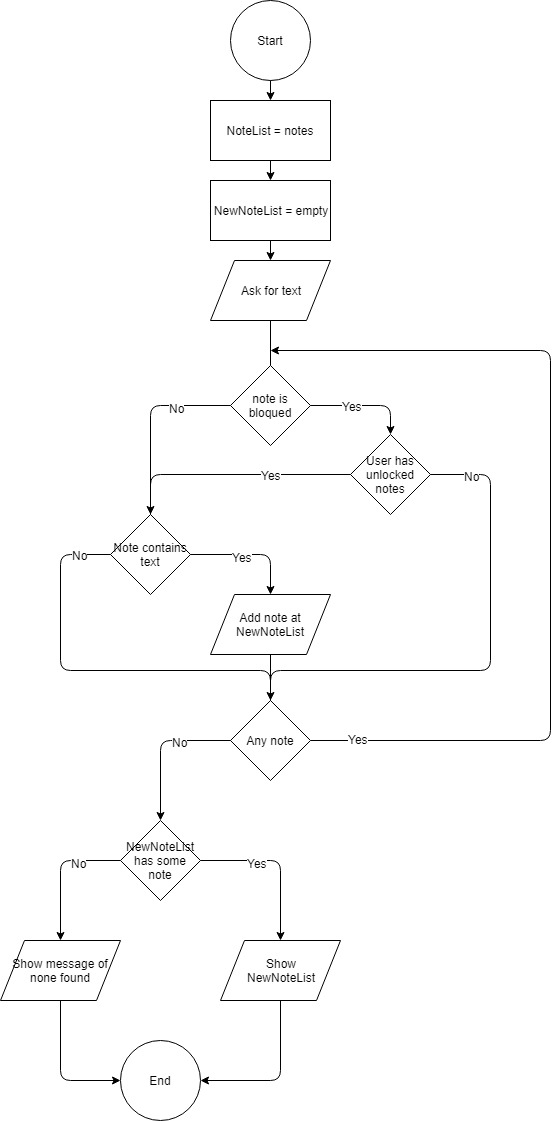 Start
NoteList = notes
NewNoteList = empty
Ask for text
note is
bloqued
No
Yes
User has
unlocked
notes
Yes
No
Note contains
text
No
Yes
Add note at
NewNoteList
Any note
No
Yes
NewNoteList
has some
note
No
Yes
Show message of
none found
Show
NewNoteList
End